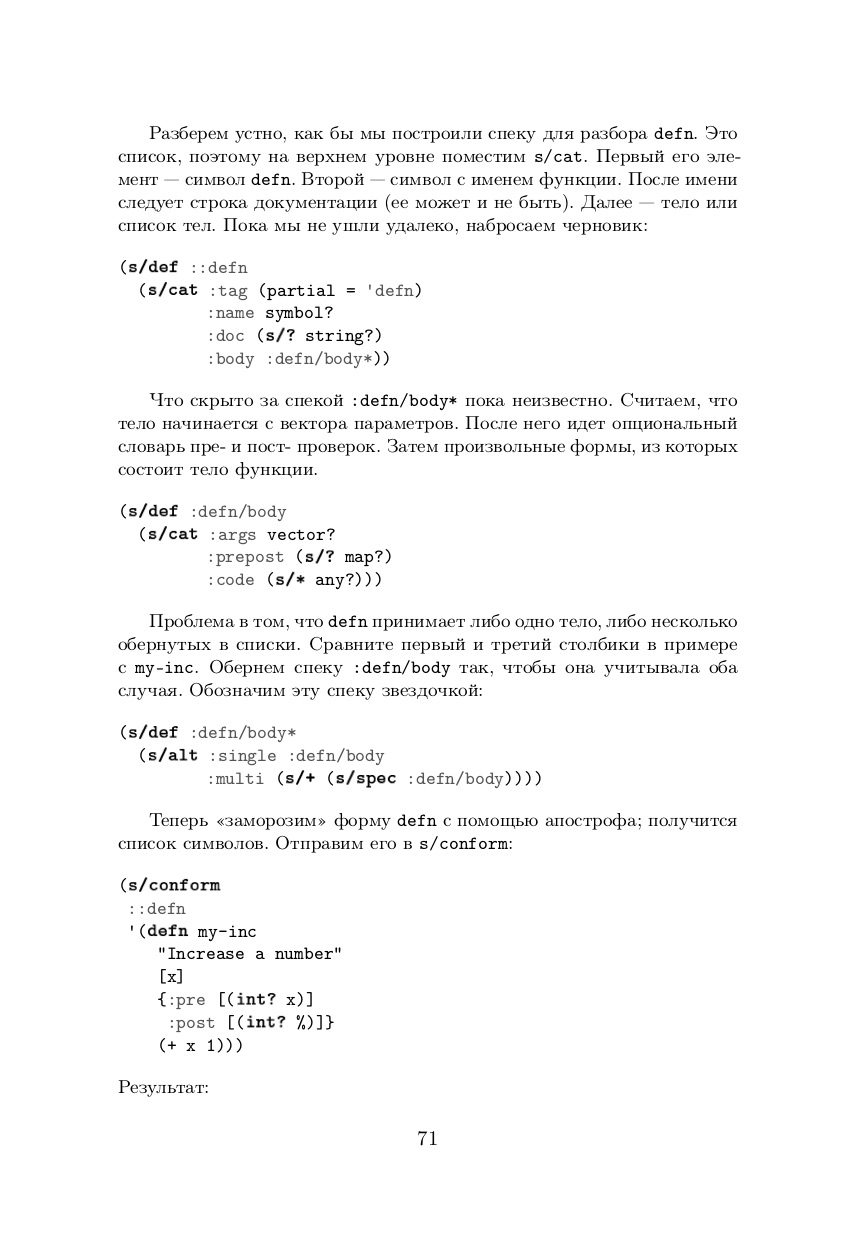 Разберем устно, как бы мы построили спеку для разбора defn. Это
список, поэтому на верхнем уровне поместим s/cat. Первый его эле-
мент — символ defn. Второй — символ с именем функции. После имени
следует строка документации (ее может и не быть). Далее — тело или
список тел. Пока мы не ушли удалеко, набросаем черновик:
(s/def ::defn
  (s/cat :tag (partial = 'defn)
         :name symbol?
         :doc (s/? string?)
         :body :defn/body*))
Что скрыто за спекой :defn/body* пока неизвестно. Считаем, что
тело начинается с вектора параметров. После него идет опциональный
словарь пре- и пост- проверок. Затем произвольные формы, из которых
состоит тело функции.
(s/def :defn/body
  (s/cat :args vector?
         :prepost (s/? map?)
         :code (s/* any?)))
Проблема в том, что defn принимает либо одно тело, либо несколько
обернутых в списки. Сравните первый и третий столбики в примере
с my-inc. Обернем спеку :defn/body так, чтобы она учитывала оба
случая. Обозначим эту спеку звездочкой:
(s/def :defn/body*
  (s/alt :single :defn/body
         :multi (s/+ (s/spec :defn/body))))
Теперь «заморозим» форму defn с помощью апострофа; получится
список символов. Отправим его в s/conform:
(s/conform
 ::defn
 '(defn my-inc
    "Increase a number"
    [x]
    {:pre [(int? x)]
     :post [(int? %)]}
    (+ x 1)))
Результат:
71